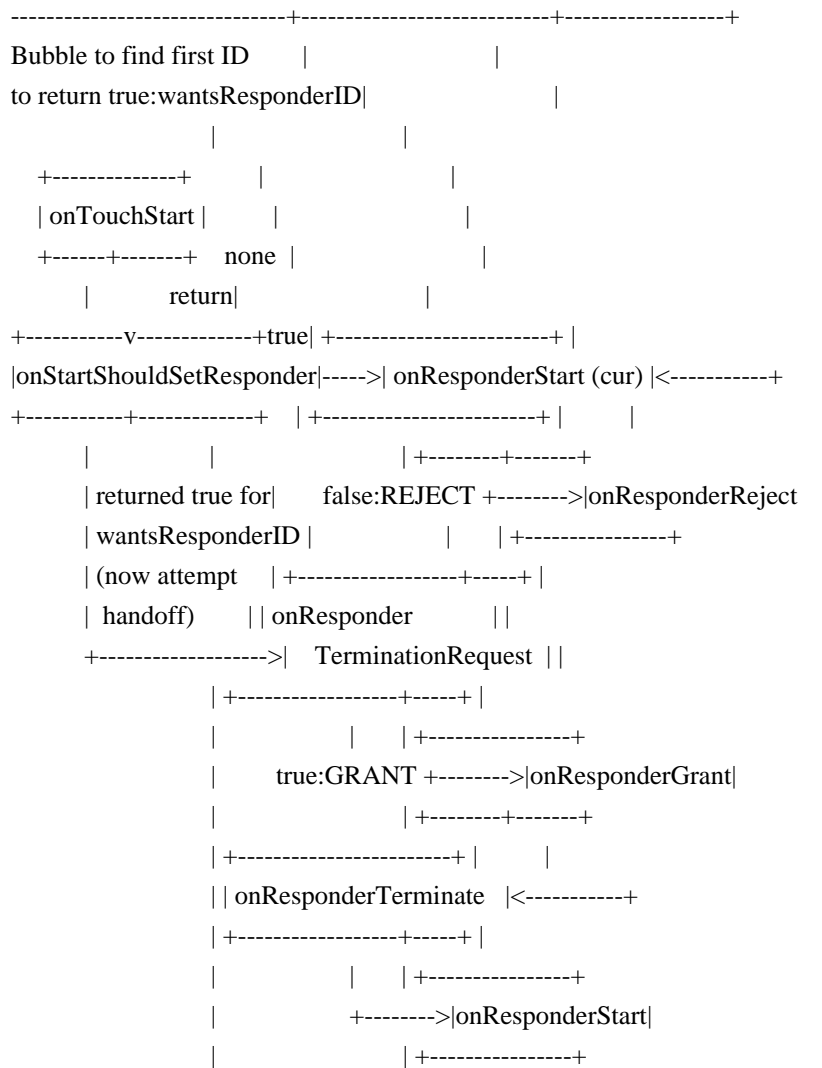 -------------------------------+----------------------------+------------------+
Bubble to find first ID | |
to return true:wantsResponderID| |
| |
+--------------+ | |
| onTouchStart | | |
+------+-------+ none | |
| return| |
+-----------v-------------+true| +------------------------+ |
|onStartShouldSetResponder|----->| onResponderStart (cur) |<-----------+
+-----------+-------------+ | +------------------------+ | |
| | | +--------+-------+
| returned true for| false:REJECT +-------->|onResponderReject
| wantsResponderID | | | +----------------+
| (now attempt | +------------------+-----+ |
| handoff) | | onResponder | |
+------------------->| TerminationRequest | |
| +------------------+-----+ |
| | | +----------------+
| true:GRANT +-------->|onResponderGrant|
| | +--------+-------+
| +------------------------+ | |
| | onResponderTerminate |<-----------+
| +------------------+-----+ |
| | | +----------------+
| +-------->|onResponderStart|
| | +----------------+